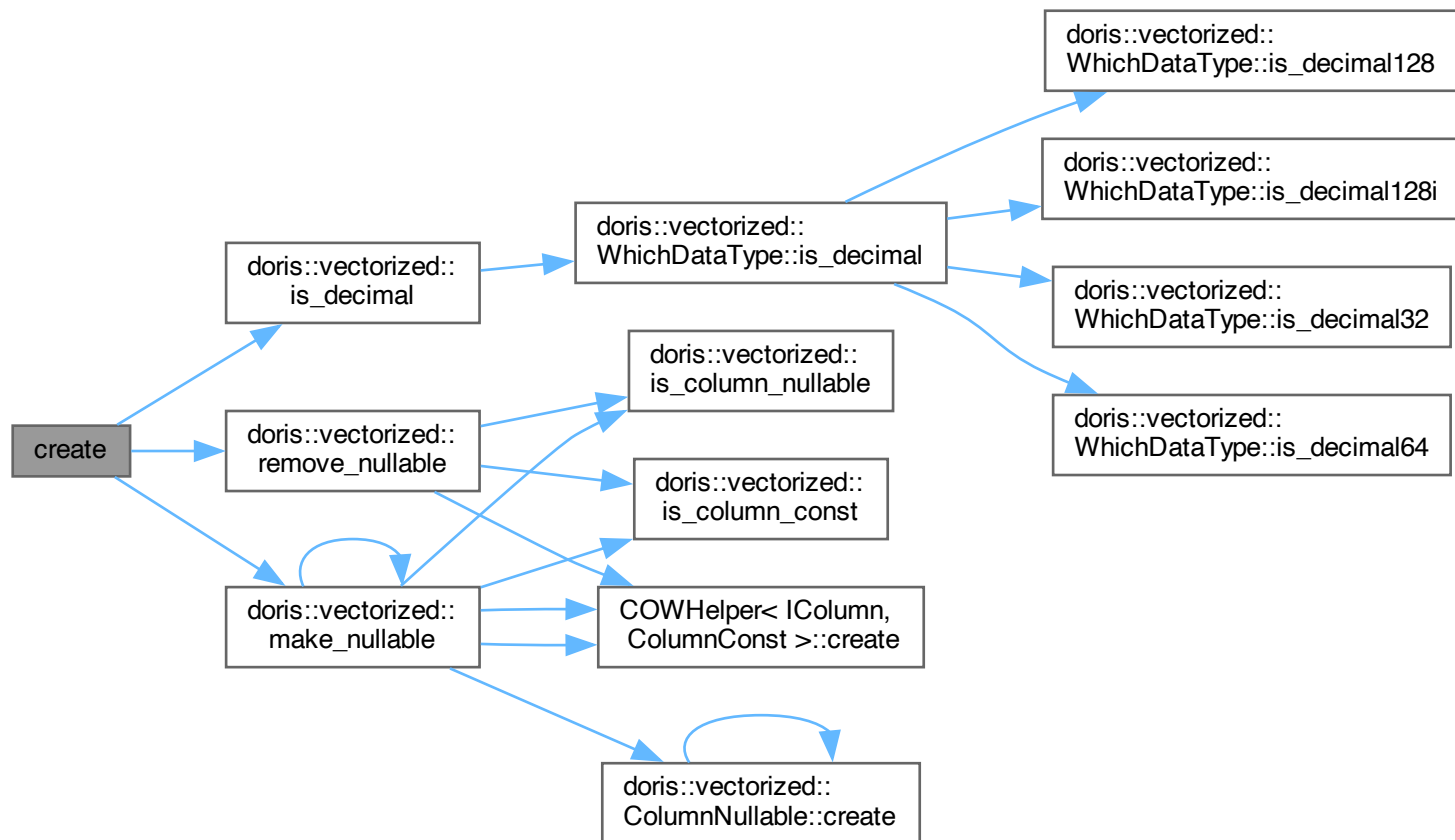 create
doris::vectorized::
is_decimal
doris::vectorized::
remove_nullable
doris::vectorized::
make_nullable
doris::vectorized::
WhichDataType::is_decimal
doris::vectorized::
is_column_nullable
doris::vectorized::
is_column_const
COWHelper< IColumn,
ColumnConst >::create
doris::vectorized::
ColumnNullable::create
doris::vectorized::
WhichDataType::is_decimal128
doris::vectorized::
WhichDataType::is_decimal128i
doris::vectorized::
WhichDataType::is_decimal32
doris::vectorized::
WhichDataType::is_decimal64